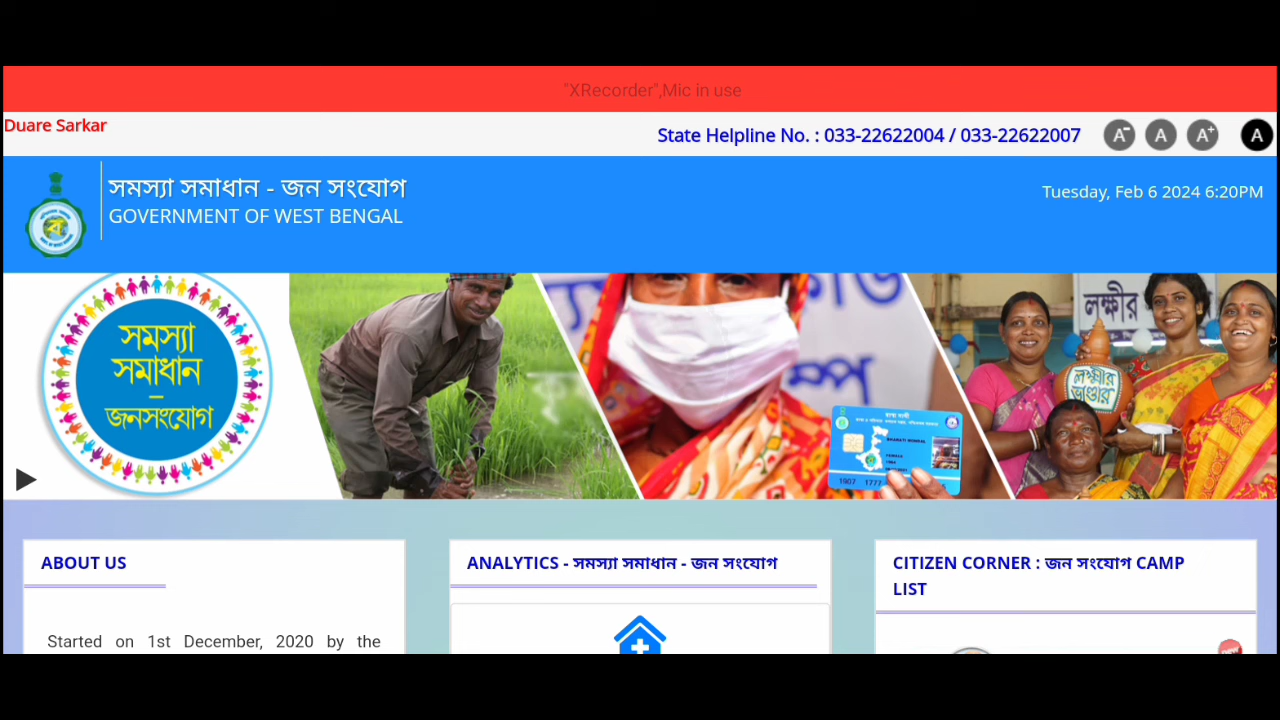 "XRecorder",Mic in use
Duare Sarkar
State Helpline No. : 033-22622004 / 033-22622007
A-
A
A+
A
সমস্যা সমাধান - জন সংযোগ
GOVERNMENT OF WEST BENGAL
Tuesday, Feb 6 2024 6:20PM
সমস্যা
সমাধান
–
জনসংযোগ
লক্ষীর
ভাণ্ডার
1907 1777
ABOUT US
Started on 1st December, 2020 by the
ANALYTICS - সমস্যা সমাধান - জন সংযোগ
CITIZEN CORNER : জন সংযোগ CAMP
LIST